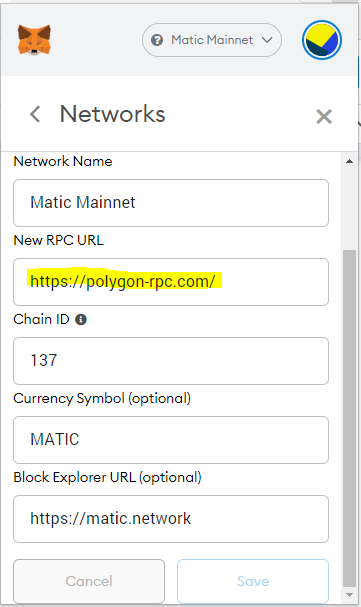 Matic Mainnet
Networks
Network Name
Matic Mainnet
New RPC URL
https://polygon-rpc.com/
Chain ID
137
Currency Symbol (optional)
MATIC
Block Explorer URL (optional)
https://matic.network
Cancel
Save